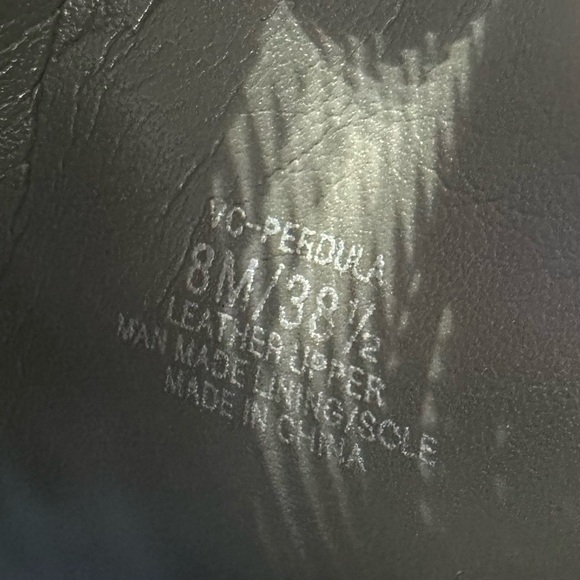 VC-PERDULA
8M/38½
LEATHER UPPER
MAN MADE LINING/SOLE
MADE IN CHINA